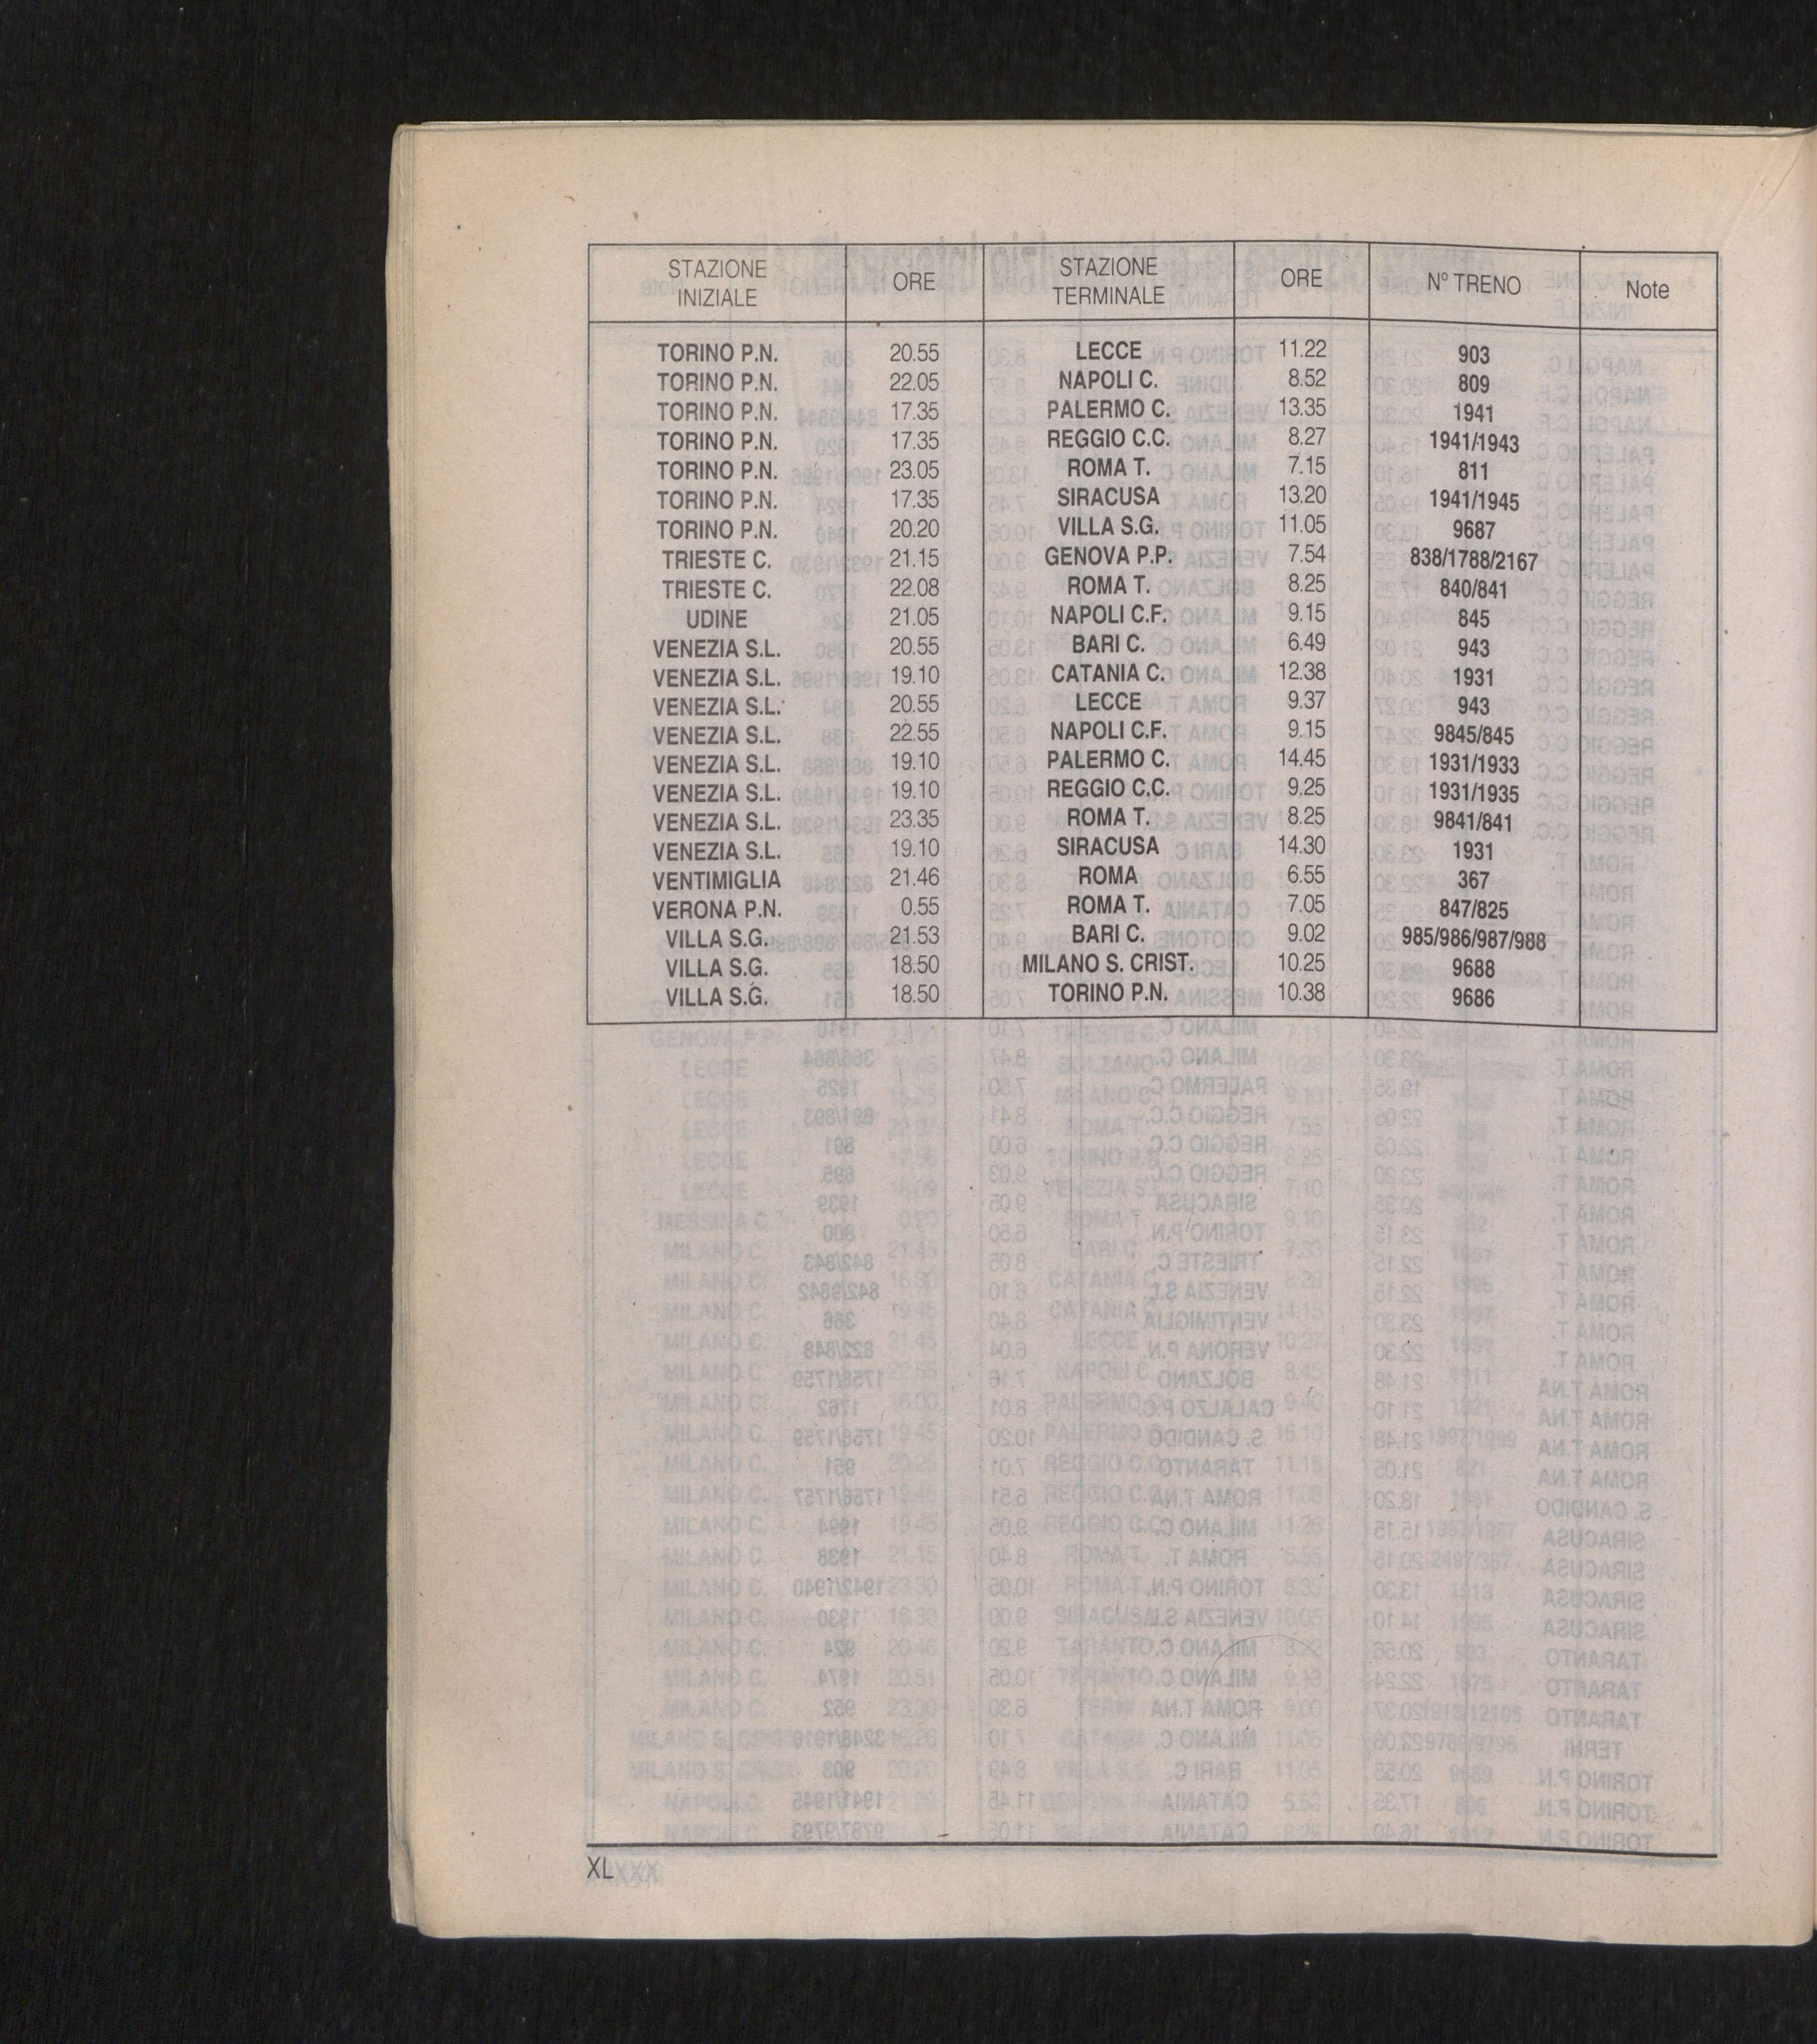 STAZIONE INIZIALE ORE STAZIONE TERMINALE ORE N° TRENO Note
TORINO P.N. 20.55 LECCE 11.22 903
TORINO P.N. 22.05 NAPOLI C. 8.52 809
TORINO P.N. 17.35 PALERMO C. 13.35 1941
TORINO P.N. 17.35 REGGIO C.C. 8.27 1941/1943
TORINO P.N. 23.05 ROMA T. 7.15 811
TORINO P.N. 17.35 SIRACUSA 13.20 1941/1945
TORINO P.N. 20.20 VILLA S.G. 11.05 9687
TRIESTE C. 21.15 GENOVA P.P. 7.54 838/1788/2167
TRIESTE C. 22.08 ROMA T. 8.25 840/841
UDINE 21.05 NAPOLI C.F. 9.15 845
VENEZIA S.L. 20.55 BARI C. 6.49 943
VENEZIA S.L. 19.10 CATANIA C. 12.38 1931
VENEZIA S.L. 20.55 LECCE 9.37 943
VENEZIA S.L. 22.55 NAPOLI C.F. 9.15 9845/845
VENEZIA S.L. 19.10 PALERMO C. 14.45 1931/1933
VENEZIA S.L. 19.10 REGGIO C.C. 9.25 1931/1935
VENEZIA S.L. 23.35 ROMA T. 8.25 9841/841
VENEZIA S.L. 19.10 SIRACUSA 14.30 1931
VENTIMIGLIA 21.46 ROMA 6.55 367
VERONA P.N. 0.55 ROMA T. 7.05 847/825
VILLA S.G. 21.53 BARI C. 9.02 985/986/987/988
VILLA S.G. 18.50 MILANO S. CRIST. 10.25 9688
VILLA S.G. 18.50 TORINO P.N. 10.38 9686
XL